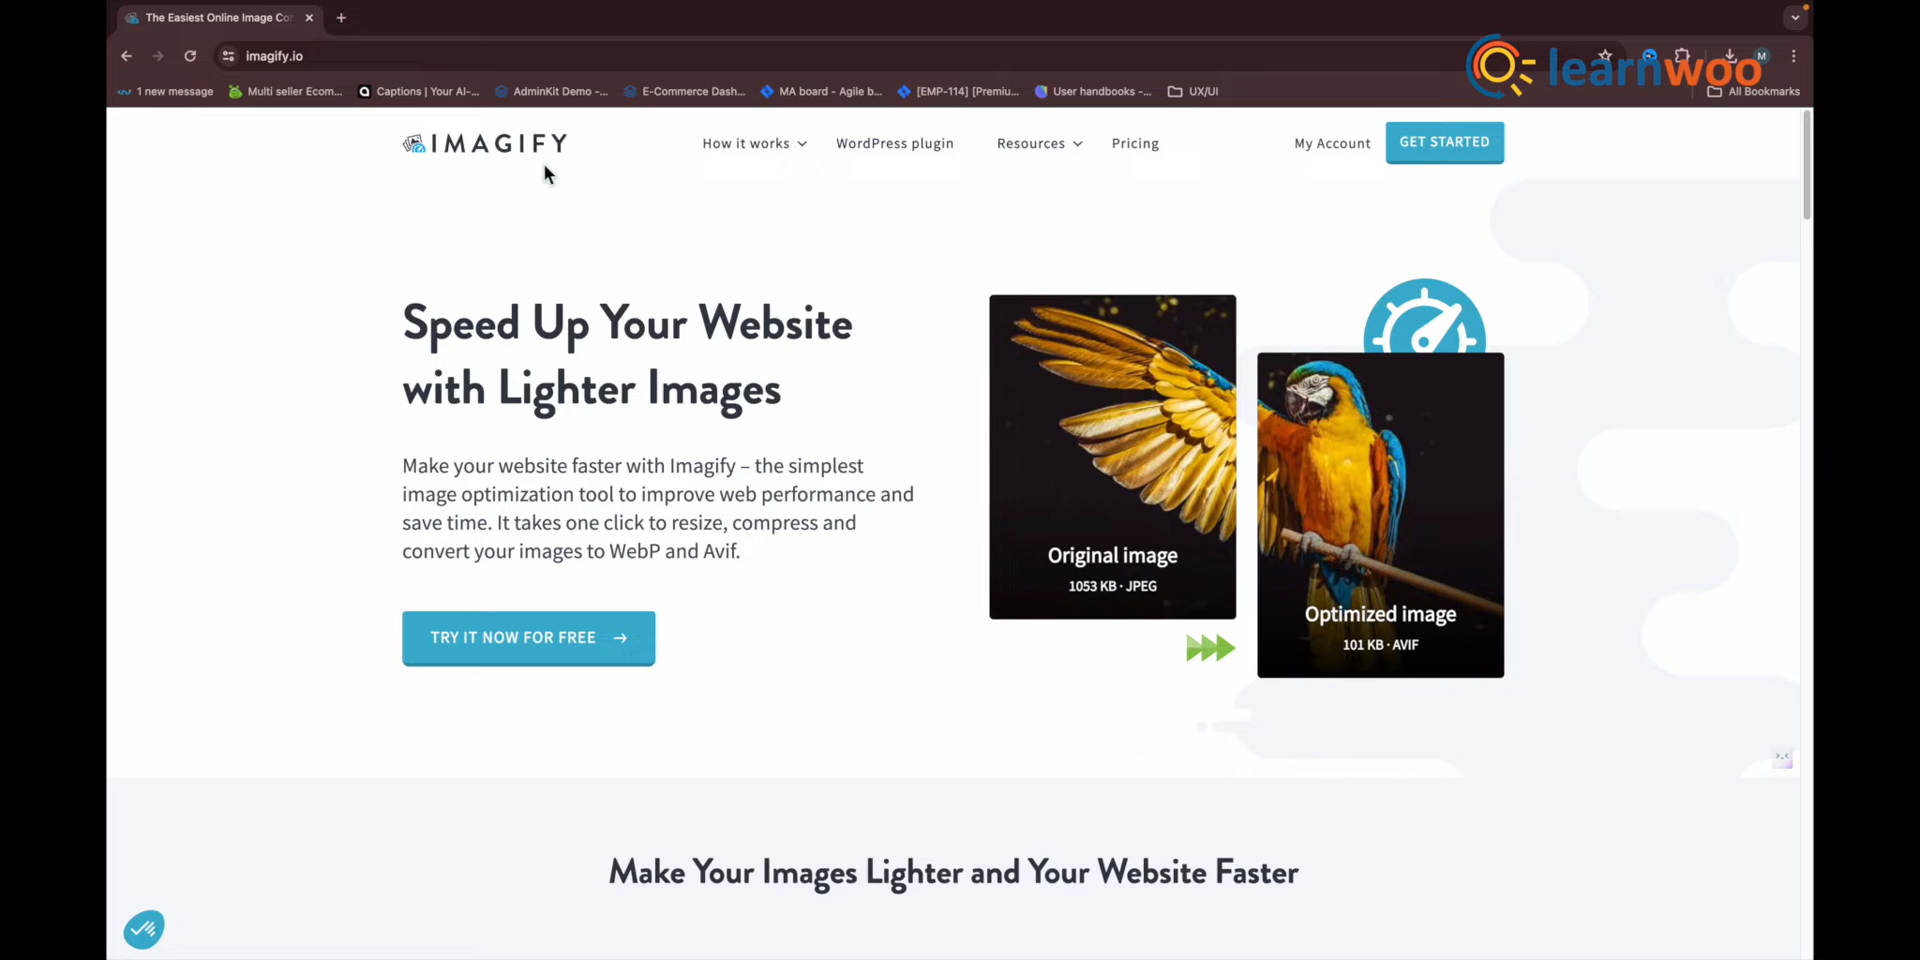 The Easiest Online Image Co
imagify.io
learnwoo
M
1 new message
Multi seller Ecom...
Captions | Your AI-...
AdminKit Demo -...
E-Commerce Dash...
MA board - Agile b...
[EMP-114] [Premiu...
User handbooks -...
UX/UI
All Bookmarks
IMAGIFY
How it works
WordPress plugin
Resources
Pricing
My Account
GET STARTED
Speed Up Your Website
with Lighter Images
Make your website faster with Imagify – the simplest
image optimization tool to improve web performance and
save time. It takes one click to resize, compress and
convert your images to WebP and Avif.
TRY IT NOW FOR FREE →
Original image
1053 KB · JPEG
Optimized image
101 KB · AVIF
Make Your Images Lighter and Your Website Faster